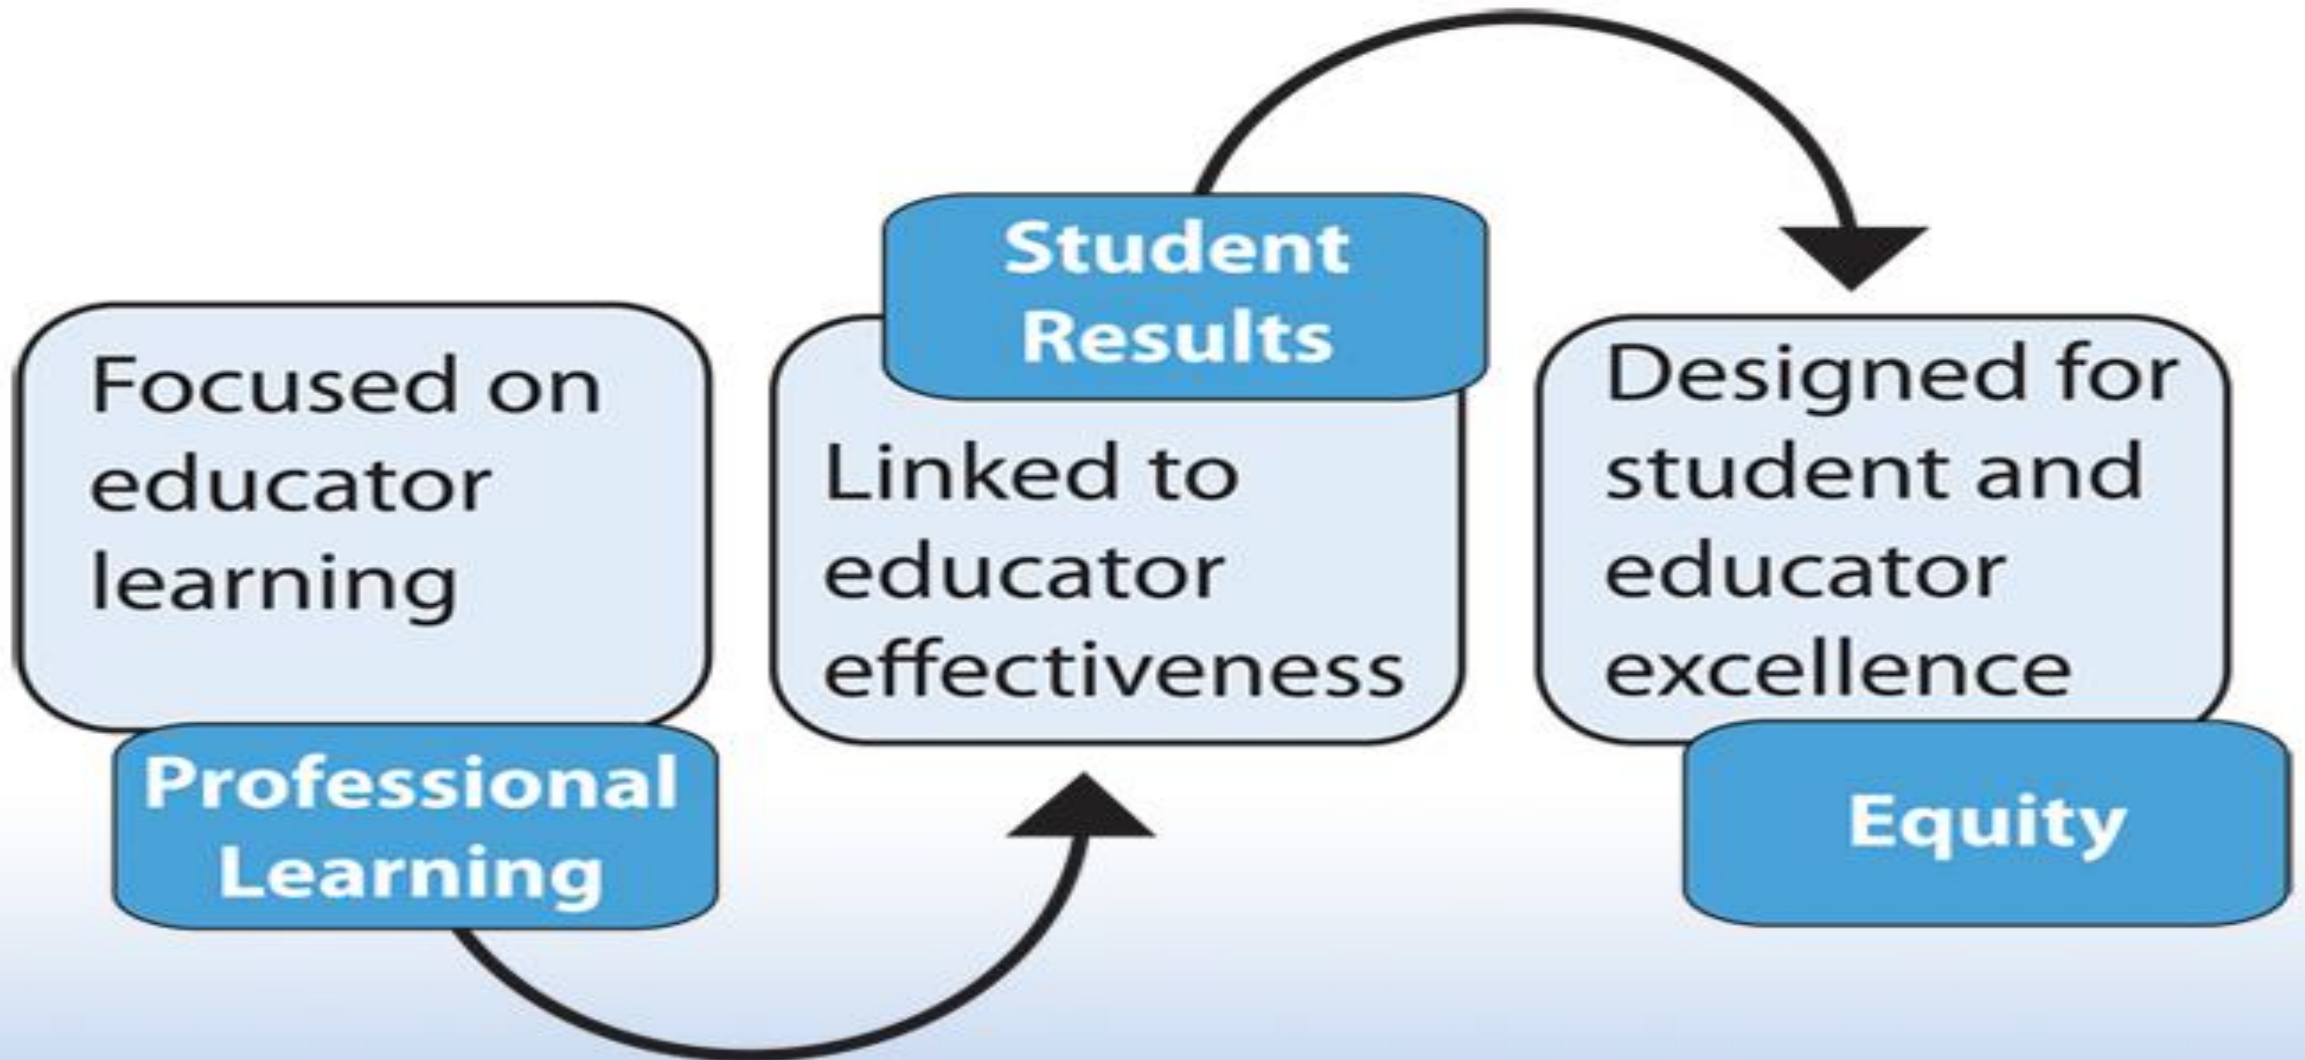 Focused on
educator
learning
Professional
Learning
Student
Results
Linked to
educator
effectiveness
Designed for
student and
educator
excellence
Equity